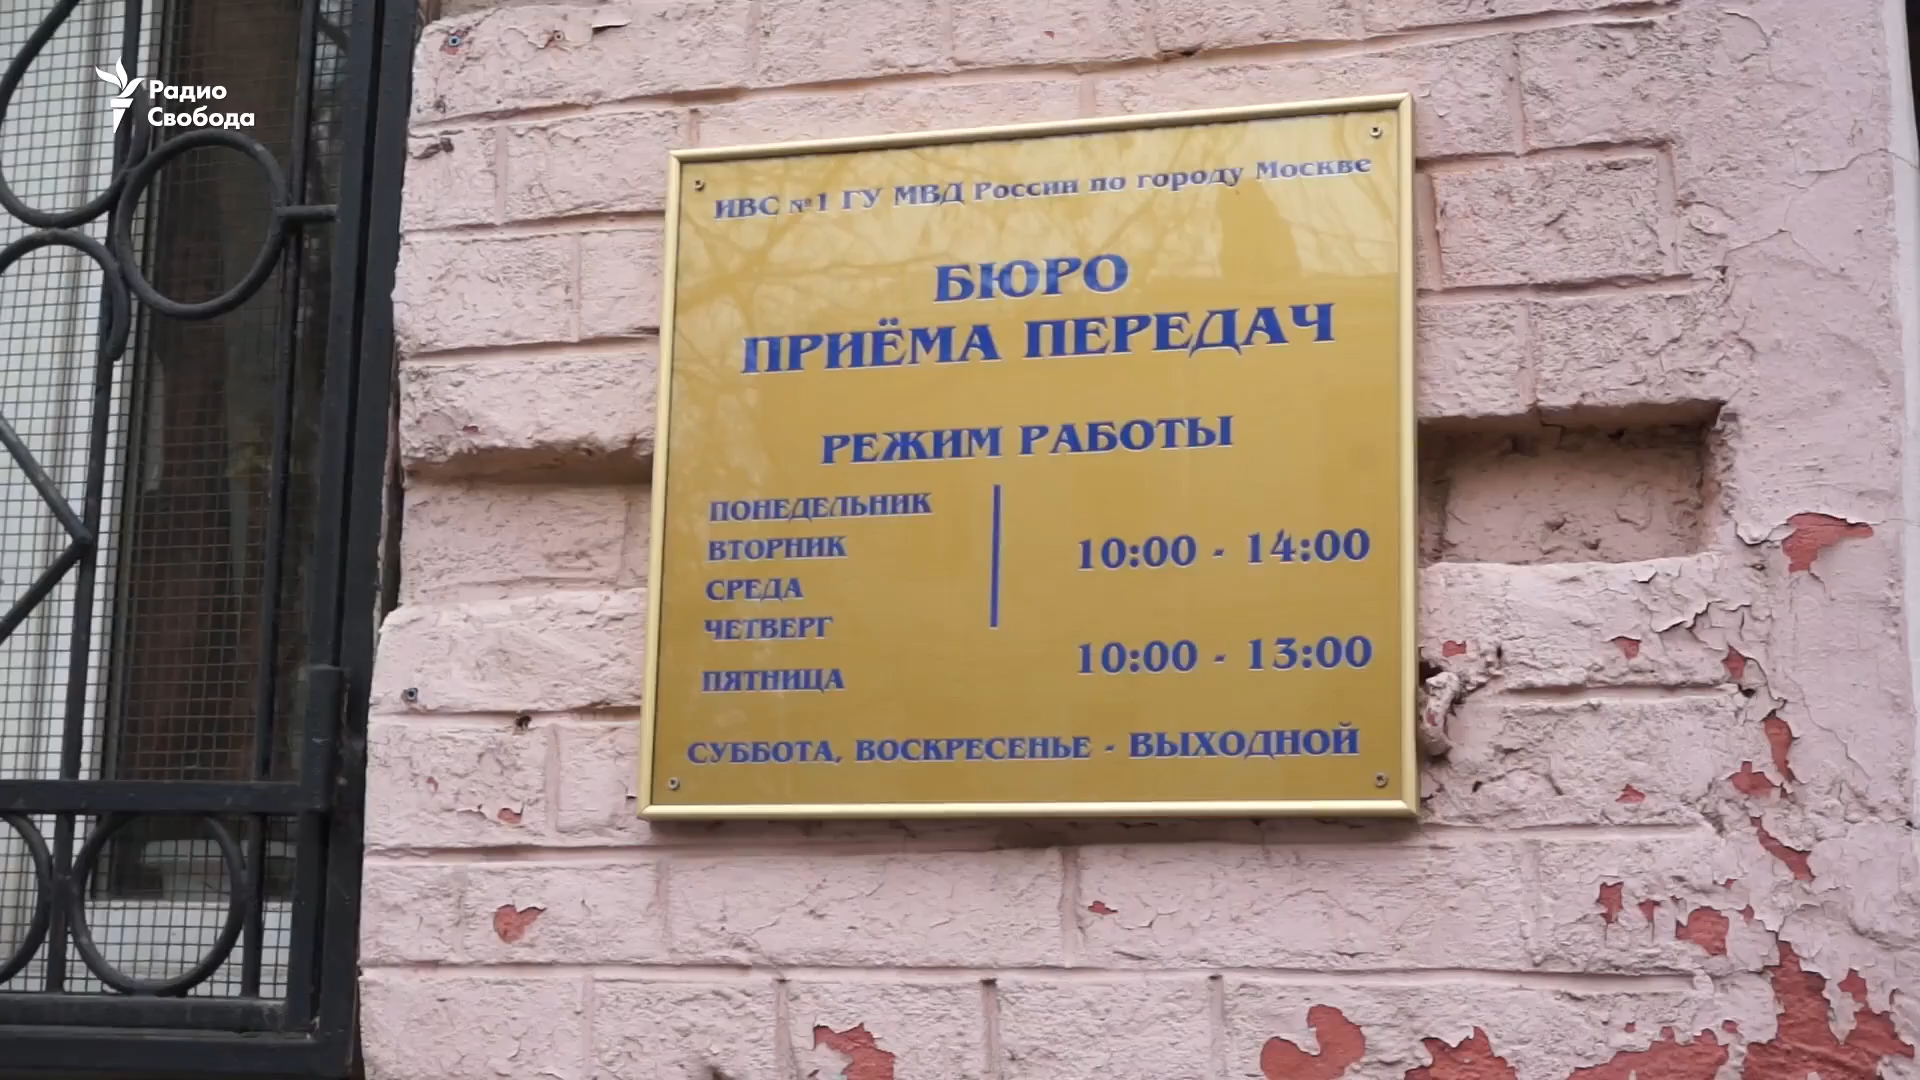 Радио
Свобода
ИВС №1 ГУ МВД России по городу Москве
БЮРО
ПРИЁМА ПЕРЕДАЧ
РЕЖИМ РАБОТЫ
ПОНЕДЕЛЬНИК
ВТОРНИК
СРЕДА
ЧЕТВЕРГ
10:00 - 14:00
ПЯТНИЦА
10:00 - 13:00
СУББОТА, ВОСКРЕСЕНЬЕ - ВЫХОДНОЙ